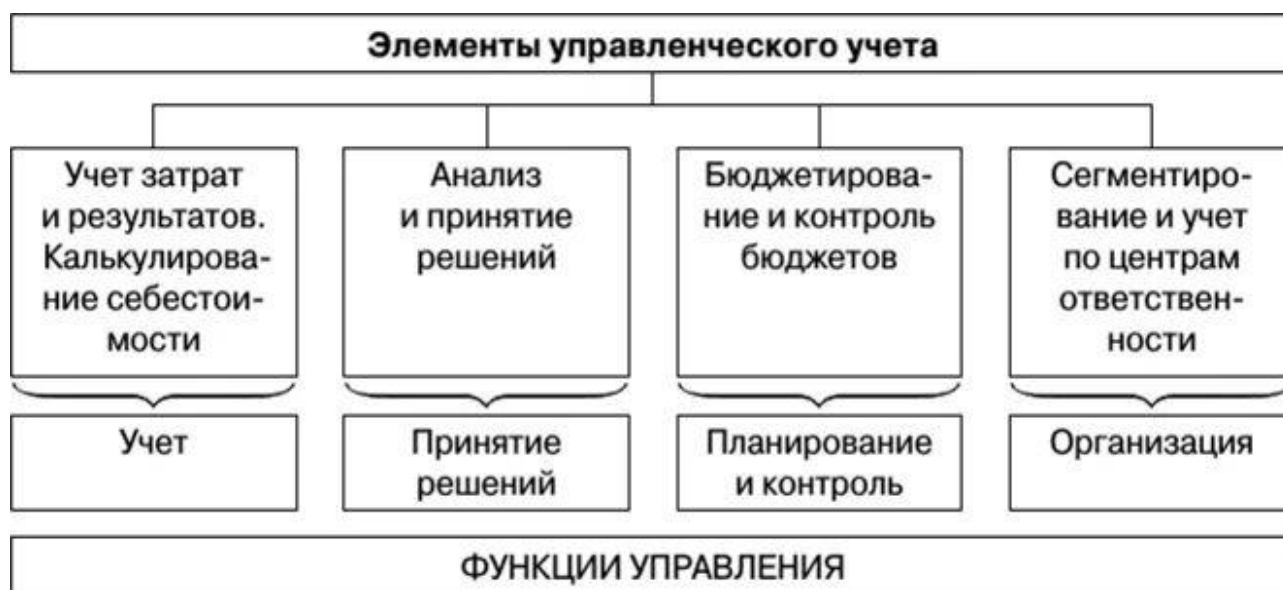 Элементы управленческого учета
Учет затрат
и результатов.
Калькулирова-
ние себестои-
мости
Анализ
и принятие
решений
Бюджетирова-
ние и контроль
бюджетов
Сегментиро-
вание и учет
по центрам
ответствен-
ности
Учет
Принятие
решений
Планирование
и контроль
Организация
ФУНКЦИИ УПРАВЛЕНИЯ